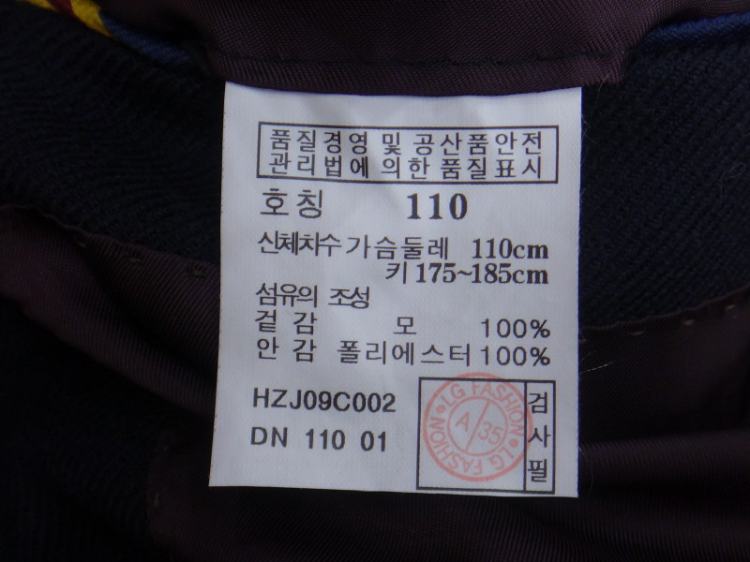 품질경영 및 공산품안전
관리법에 의한 품질표시
호칭 110
신체치수 가슴둘레 110cm
키 175~185cm
섬유의 조성
겉감 모 100%
안감 폴리에스터 100%
HZJ09C002
DN 110 01
LG FASHION
A/35
LG FASHION
검사필